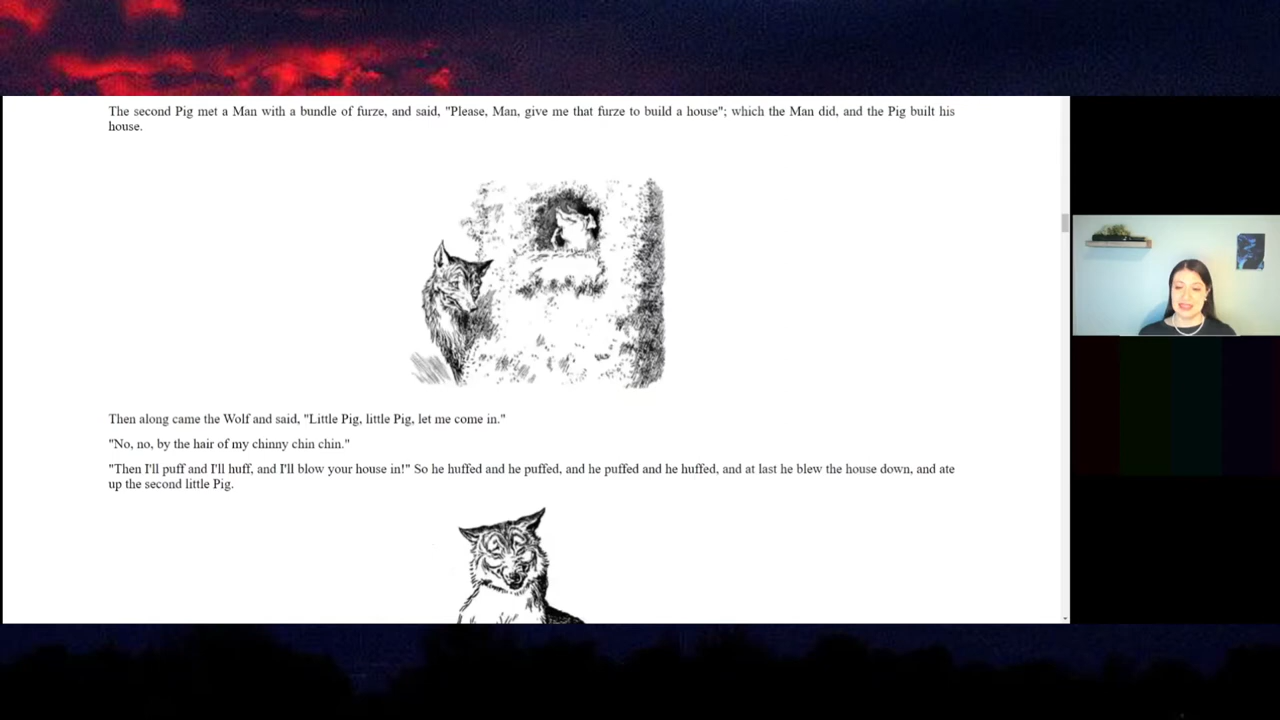 The second Pig met a Man with a bundle of furze, and said, "Please, Man, give me that furze to build a house"; which the Man did, and the Pig built his
house.
Then along came the Wolf and said, "Little Pig, little Pig, let me come in."
"No, no, by the hair of my chinny chin chin."
"Then I'll puff and I'll huff, and I'll blow your house in!" So he huffed and he puffed, and he puffed and he huffed, and at last he blew the house down, and ate
up the second little Pig.